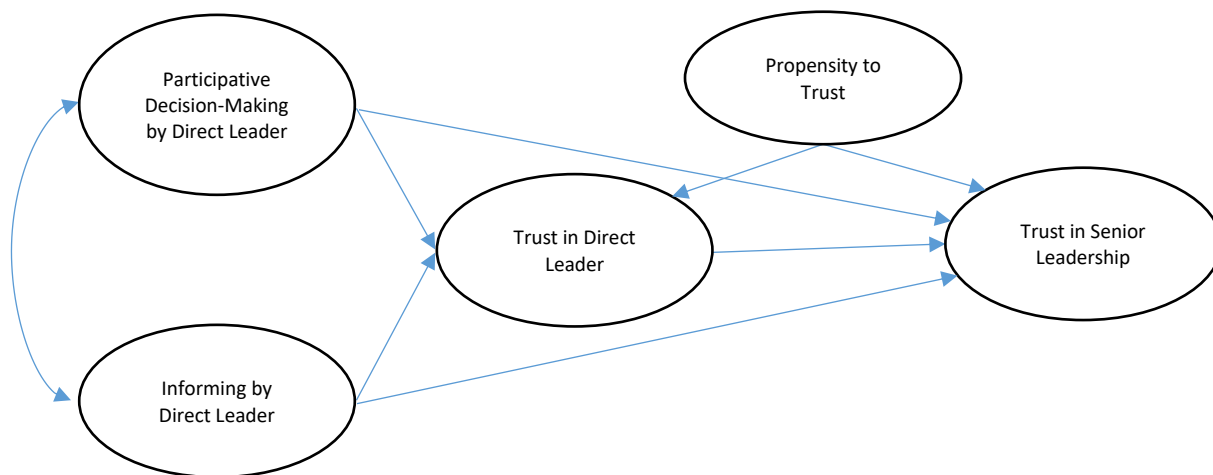 Participative
Decision-Making
by Direct Leader
Propensity to
Trust
Trust in Direct
Leader
Trust in Senior
Leadership
Informing by
Direct Leader